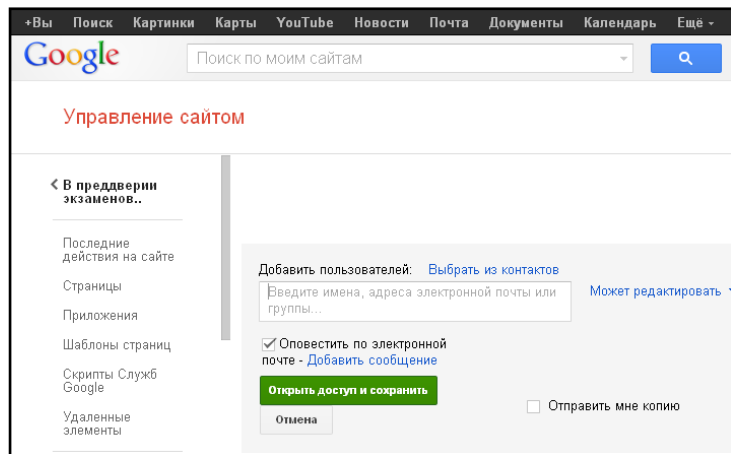 +Вы Поиск Картинки Карты YouTube Новости Почта Документы Календарь Ещё
Google Поиск по моим сайтам
Управление сайтом
В преддверии
экзаменов..
Последние
действия на сайте
Страницы
Приложения
Шаблоны страниц
Скрипты Служб
Google
Удаленные
элементы
Добавить пользователей: Выбрать из контактов
Введите имена, адреса электронной почты или
группы...
Может редактировать
Оповестить по электронной
почте - Добавить сообщение
Открыть доступ и сохранить
Отправить мне копию
Отмена